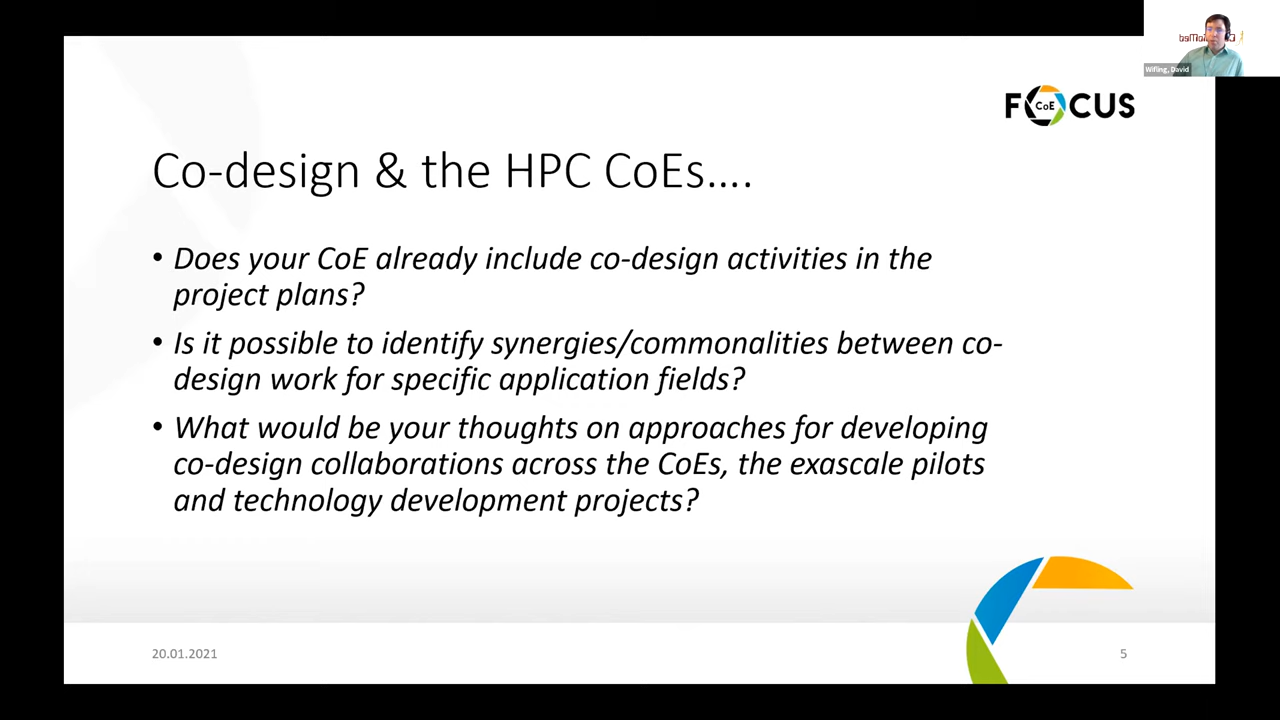 Wifling, David
FOCUS
CoE
Co-design & the HPC CoEs....
• Does your CoE already include co-design activities in the
project plans?
• Is it possible to identify synergies/commonalities between co-
design work for specific application fields?
• What would be your thoughts on approaches for developing
co-design collaborations across the CoEs, the exascale pilots
and technology development projects?
20.01.2021
5